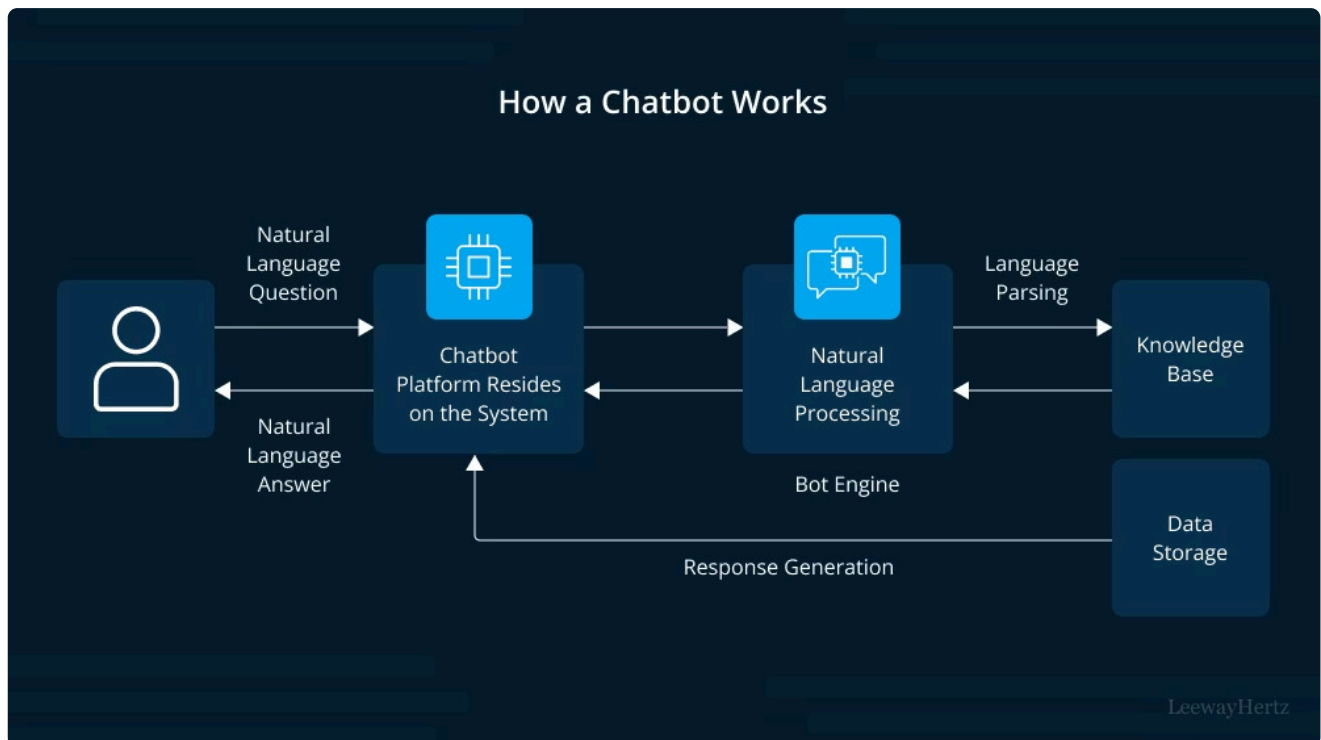 How a Chatbot Works
Natural
Language
Question
Chatbot
Platform Resides
on the System
Natural
Language
Answer
Natural
Language
Processing
Bot Engine
Language
Parsing
Knowledge
Base
Data
Storage
Response Generation
LeewayHertz